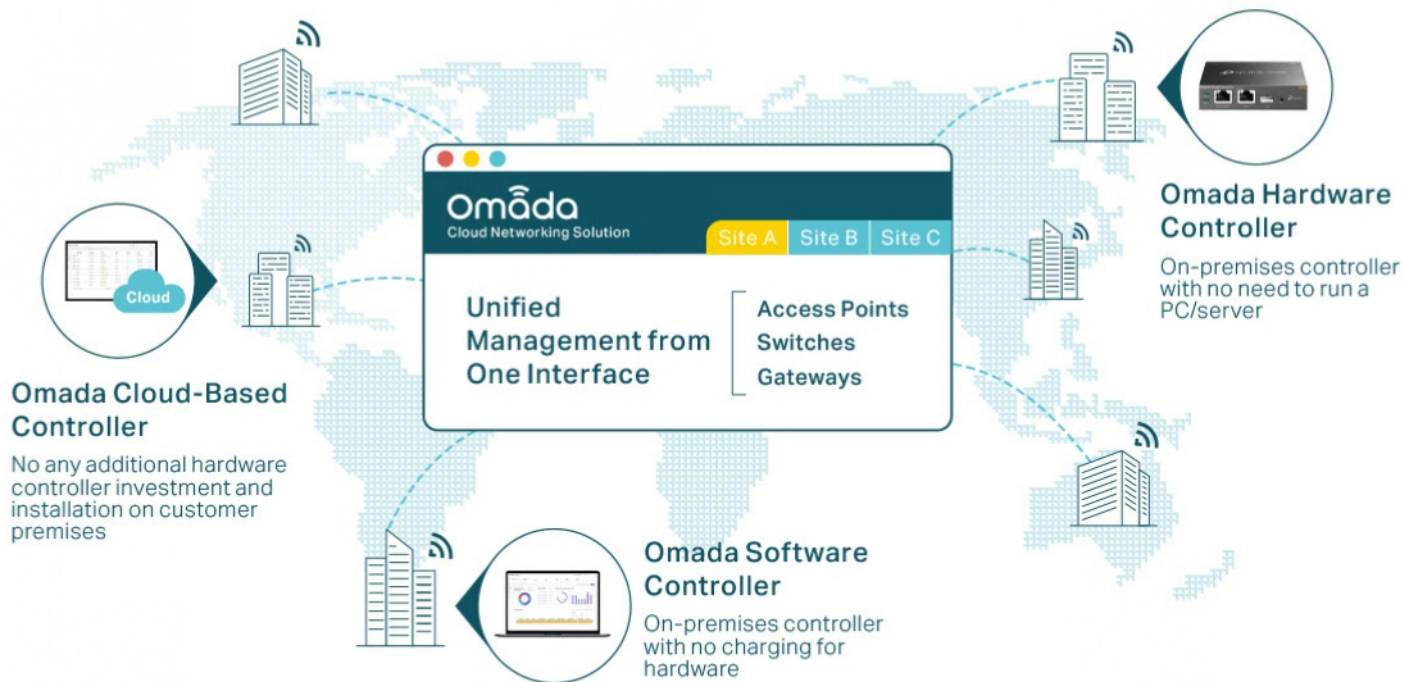 Omada
Cloud Networking Solution
Site A
Site B
Site C
Unified
Management from
One Interface
Access Points
Switches
Gateways
Omada Hardware
Controller
On-premises controller
with no need to run a
PC/server
Cloud
Omada Cloud-Based
Controller
No any additional hardware
controller investment and
installation on customer
premises
Omada Software
Controller
On-premises controller
with no charging for
hardware